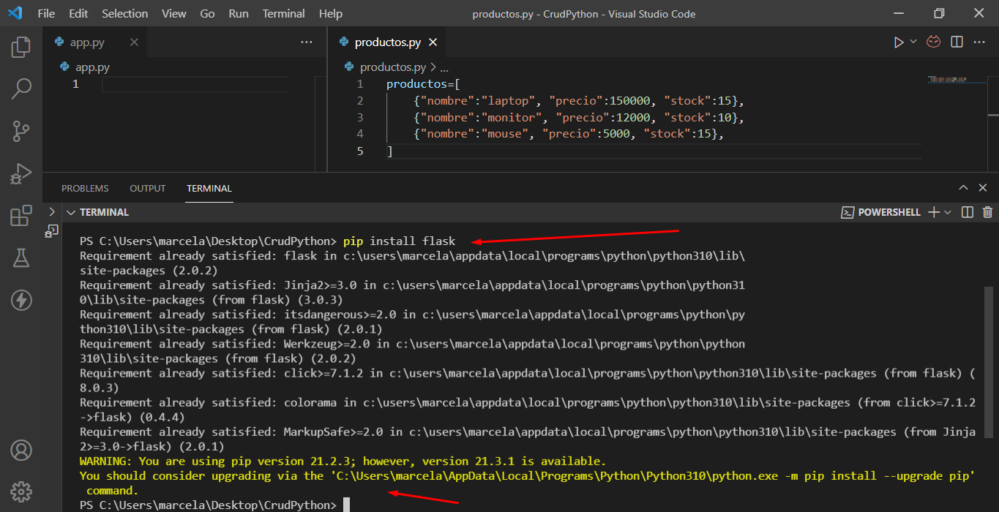 File Edit Selection View Go Run Terminal Help productos.py - CrudPython - Visual Studio Code
app.py
app.py
1
productos.py
productos.py > ...
1 productos=[
2 {"nombre":"laptop", "precio":150000, "stock":15},
3 {"nombre":"monitor", "precio":12000, "stock":10},
4 {"nombre":"mouse", "precio":5000, "stock":15},
5 ]
PROBLEMS OUTPUT TERMINAL
TERMINAL POWERSHELL
PS C:\Users\marcela\Desktop\CrudPython> pip install flask
Requirement already satisfied: flask in c:\users\marcela\appdata\local\programs\python\python310\lib\
site-packages (2.0.2)
Requirement already satisfied: Jinja2>=3.0 in c:\users\marcela\appdata\local\programs\python\python31
0\lib\site-packages (from flask) (3.0.3)
Requirement already satisfied: itsdangerous>=2.0 in c:\users\marcela\appdata\local\programs\python\py
thon310\lib\site-packages (from flask) (2.0.1)
Requirement already satisfied: Werkzeug>=2.0 in c:\users\marcela\appdata\local\programs\python\python
310\lib\site-packages (from flask) (2.0.2)
Requirement already satisfied: click>=7.1.2 in c:\users\marcela\appdata\local\programs\python\python310\lib\site-packages (from flask) (
8.0.3)
Requirement already satisfied: colorama in c:\users\marcela\appdata\local\programs\python\python310\lib\site-packages (from click>=7.1.2
->flask) (0.4.4)
Requirement already satisfied: MarkupSafe>=2.0 in c:\users\marcela\appdata\local\programs\python\python310\lib\site-packages (from Jinja
2>=3.0->flask) (2.0.1)
WARNING: You are using pip version 21.2.3; however, version 21.3.1 is available.
You should consider upgrading via the 'C:\Users\marcela\AppData\Local\Programs\Python\Python310\python.exe -m pip install --upgrade pip'
command.
PS C:\Users\marcela\Desktop\CrudPython>